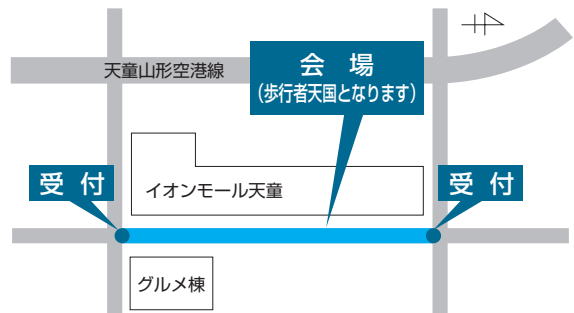 天童山形空港線
会 場
(歩行者天国となります)
受 付
イオンモール天童
受 付
グルメ棟